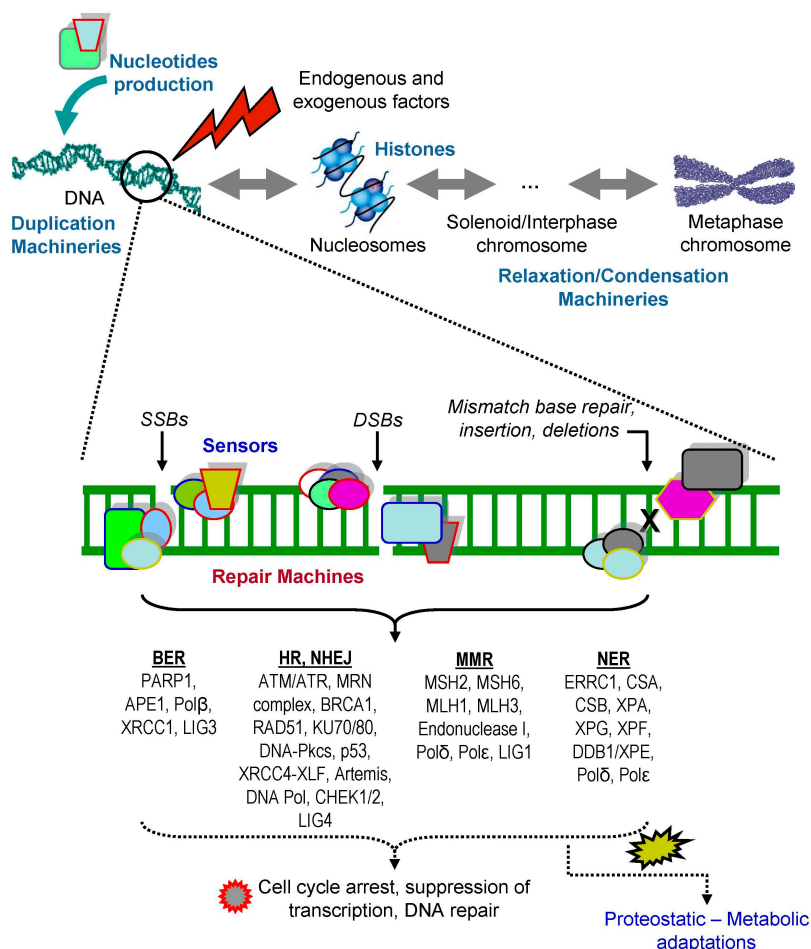 Nucleotides
production
Endogenous and
exogenous factors
Histones
DNA
Duplication
Machineries
Nucleosomes
...
Solenoid/Interphase
chromosome
Metaphase
chromosome
Relaxation/Condensation
Machineries
SSBs
DSBs
Mismatch base repair,
insertion, deletions
Sensors
X
Repair Machines
BER
PARP1,
APE1, Polβ,
XRCC1, LIG3
HR, NHEJ
ATM/ATR, MRN
complex, BRCA1,
RAD51, KU70/80,
DNA-Pkcs, p53,
XRCC4-XLF, Artemis,
DNA Pol, CHEK1/2,
LIG4
MMR
MSH2, MSH6,
MLH1, MLH3,
Endonuclease I,
Polδ, Polε, LIG1
NER
ERRC1, CSA,
CSB, XPA,
XPG, XPF,
DDB1/XPE,
Polδ, Polε
Cell cycle arrest, suppression of
transcription, DNA repair
Proteostatic – Metabolic
adaptations